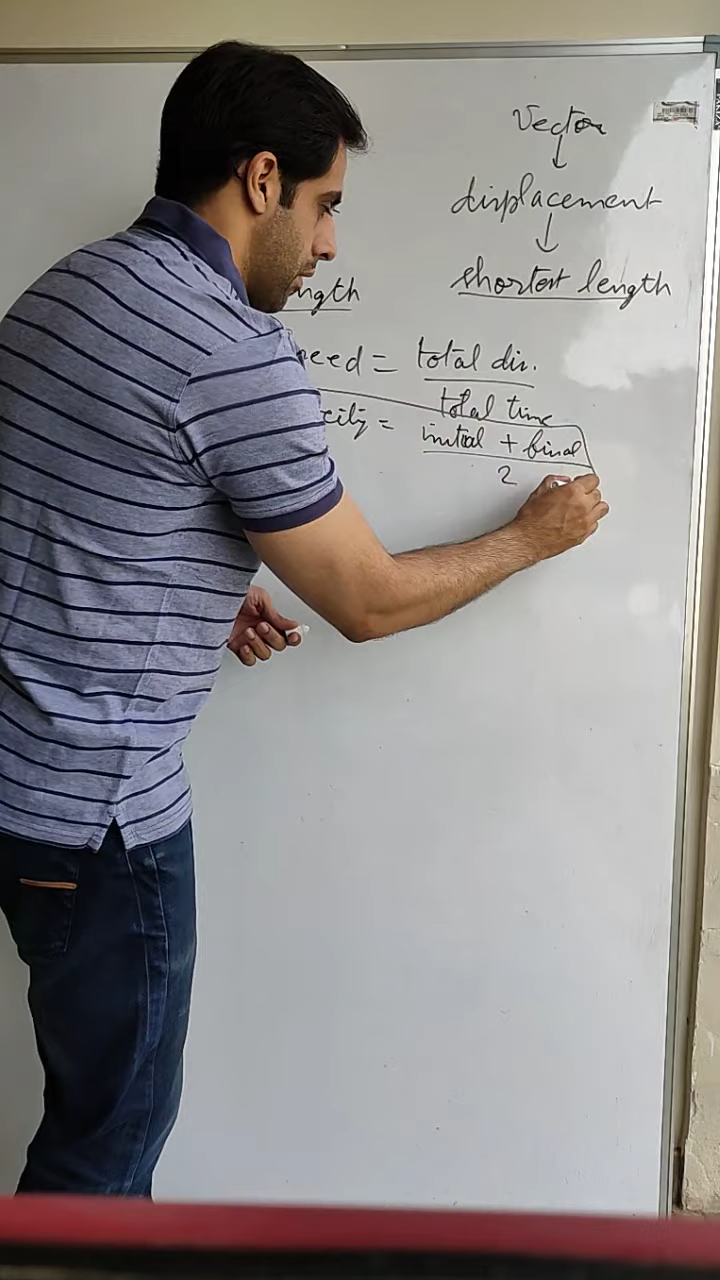 Vector
↓
displacement
↓
ngth shortest length
eed = total dis.
total time
city = initial + final
2